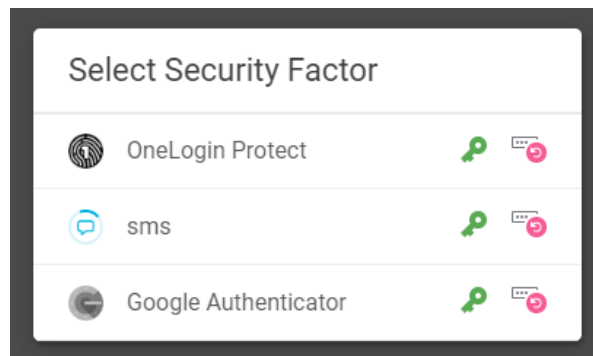 Select Security Factor
OneLogin Protect
sms
Google Authenticator